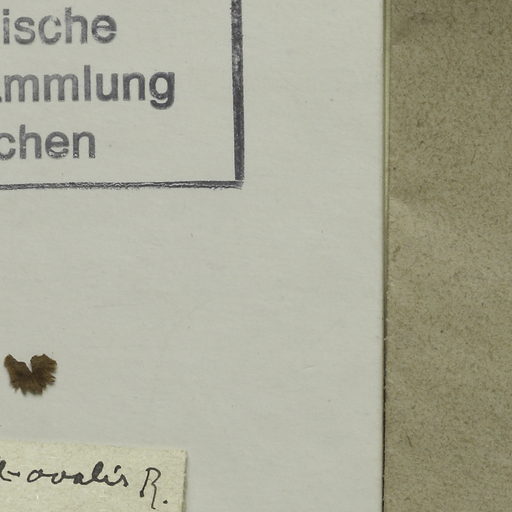 ische
ammlung
chen
ovalis R.